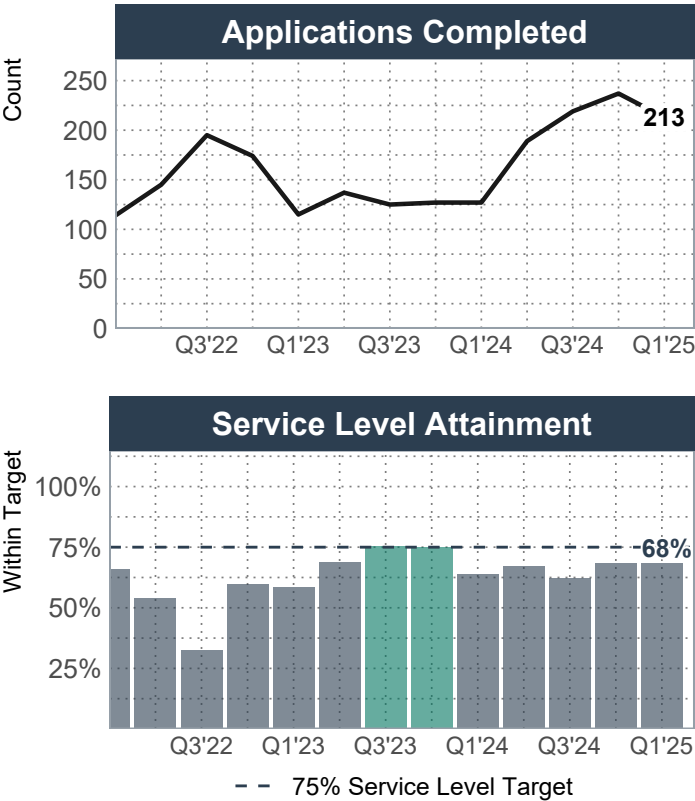 Applications Completed
Count
250
200
150
100
50
0
213
Q3'22 Q1'23 Q3'23 Q1'24 Q3'24 Q1'25
Service Level Attainment
Within Target
100%
75%
50%
25%
68%
Q3'22 Q1'23 Q3'23 Q1'24 Q3'24 Q1'25
75% Service Level Target